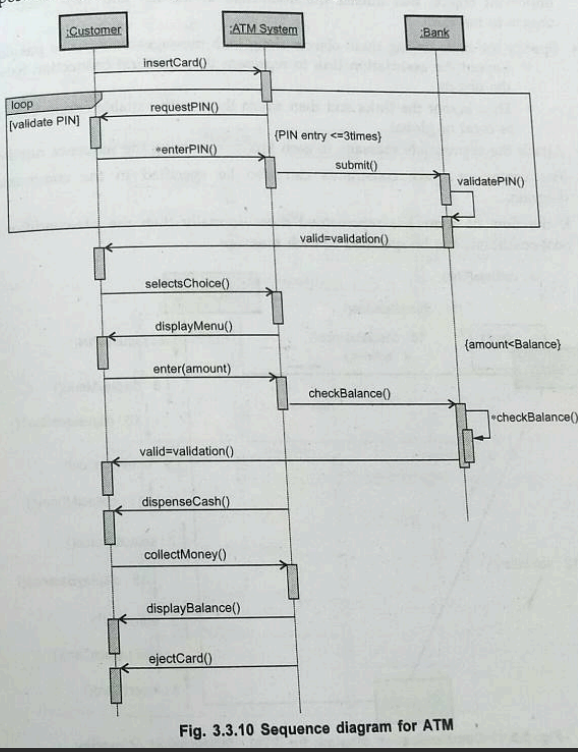 :Customer
:ATM System
:Bank
insertCard()
loop
requestPIN()
[validate PIN]
{PIN entry <=3times}
*enterPIN()
submit()
validatePIN()
valid=validation()
selectsChoice()
displayMenu()
{amount<Balance}
enter(amount)
checkBalance()
*checkBalance()
valid=validation()
dispenseCash()
collectMoney()
displayBalance()
ejectCard()
Fig. 3.3.10 Sequence diagram for ATM